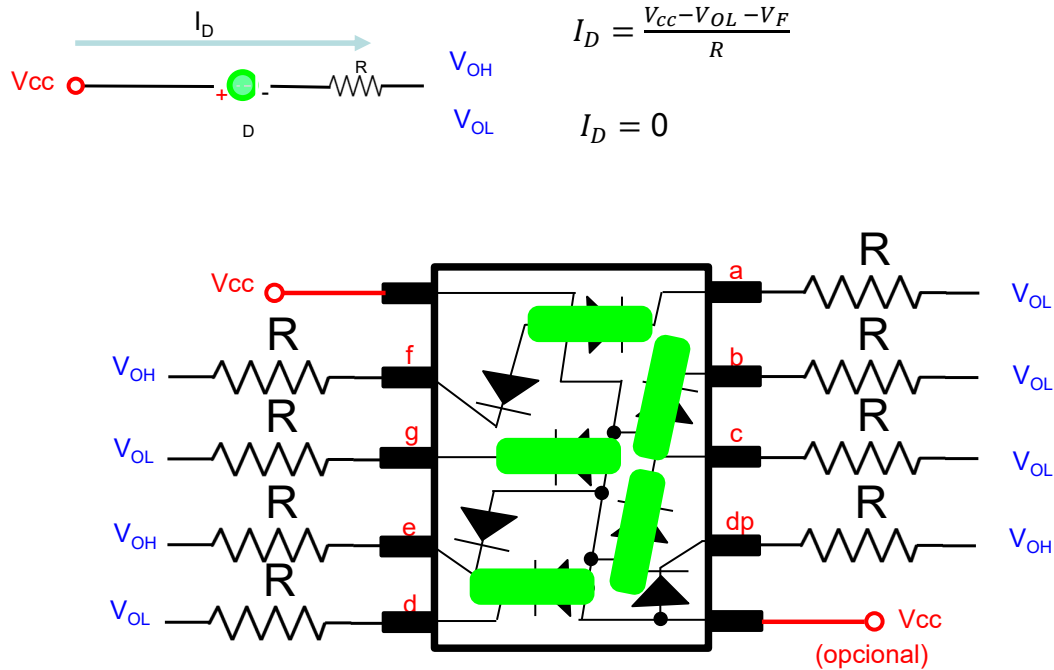 I_D
I_D = (V_cc − V_OL − V_F) / R
Vcc
+
-
R
V_OH
D
V_OL
I_D = 0
Vcc
a
R
V_OL
R
V_OH
f
b
R
V_OL
R
V_OL
g
c
R
V_OL
R
V_OH
e
dp
R
V_OH
R
V_OL
d
Vcc
(opcional)